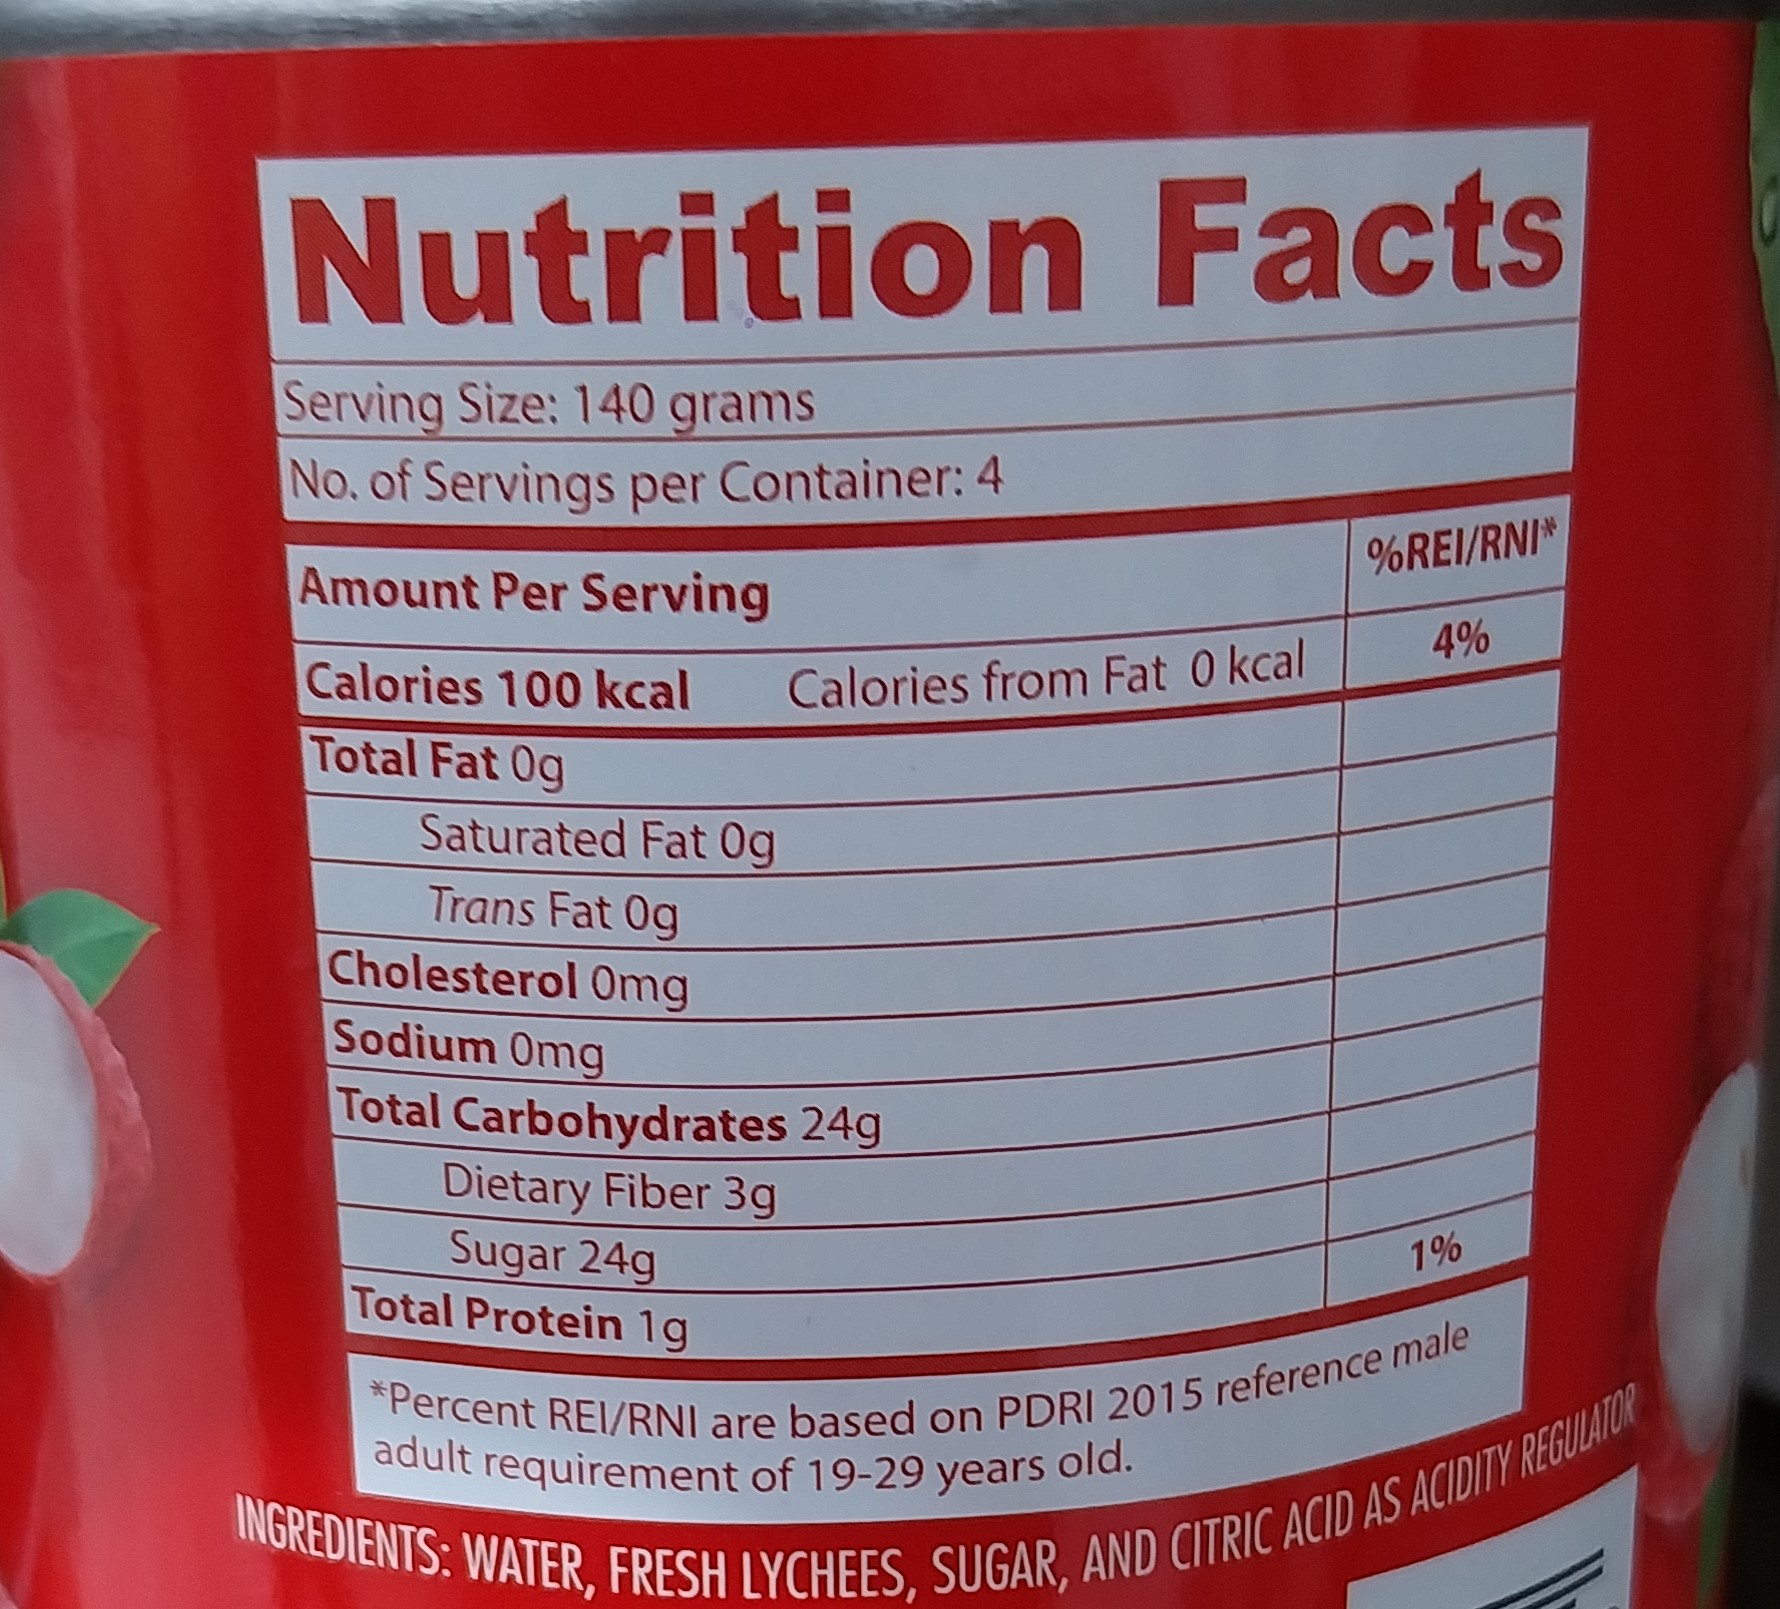 Nutrition Facts
Serving Size: 140 grams
No. of Servings per Container: 4
Amount Per Serving %REI/RNI*
Calories 100 kcal Calories from Fat 0 kcal 4%
Total Fat 0g
Saturated Fat 0g
Trans Fat 0g
Cholesterol 0mg
Sodium 0mg
Total Carbohydrates 24g
Dietary Fiber 3g
Sugar 24g
Total Protein 1g 1%
*Percent REI/RNI are based on PDRI 2015 reference male
adult requirement of 19-29 years old.
INGREDIENTS: WATER, FRESH LYCHEES, SUGAR, AND CITRIC ACID AS ACIDITY REGULATOR